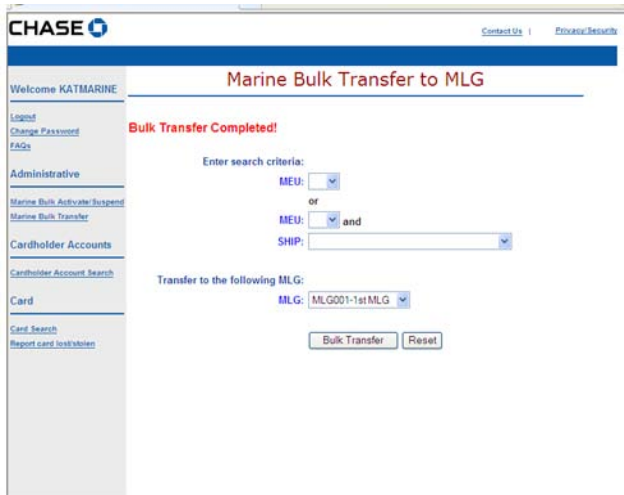 CHASE
Contact Us | Privacy/Security
Welcome KATMARINE
Logout
Change Password
FAQs
Administrative
Marine Bulk Activate/Suspend
Marine Bulk Transfer
Cardholder Accounts
Cardholder Account Search
Card
Card Search
Report card lost/stolen
Marine Bulk Transfer to MLG
Bulk Transfer Completed!
Enter search criteria:
MEU:
or
MEU: and
SHIP:
Transfer to the following MLG:
MLG: MLG001-1st MLG
Bulk Transfer Reset